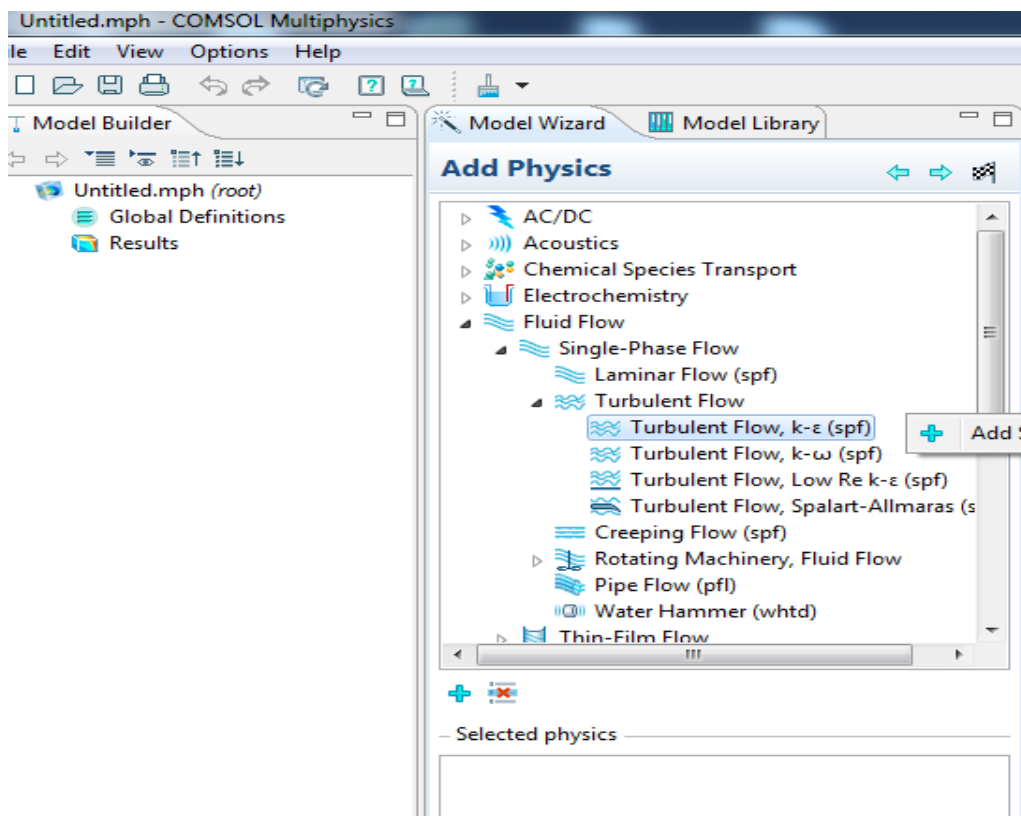 Untitled.mph - COMSOL Multiphysics
ile Edit View Options Help
Model Builder
Model Wizard
Model Library
Add Physics
Untitled.mph (root)
Global Definitions
Results
AC/DC
Acoustics
Chemical Species Transport
Electrochemistry
Fluid Flow
Single-Phase Flow
Laminar Flow (spf)
Turbulent Flow
Turbulent Flow, k-ε (spf)
Add S
Turbulent Flow, k-ω (spf)
Turbulent Flow, Low Re k-ε (spf)
Turbulent Flow, Spalart-Allmaras (s
Creeping Flow (spf)
Rotating Machinery, Fluid Flow
Pipe Flow (pfl)
Water Hammer (whtd)
Thin-Film Flow
Selected physics